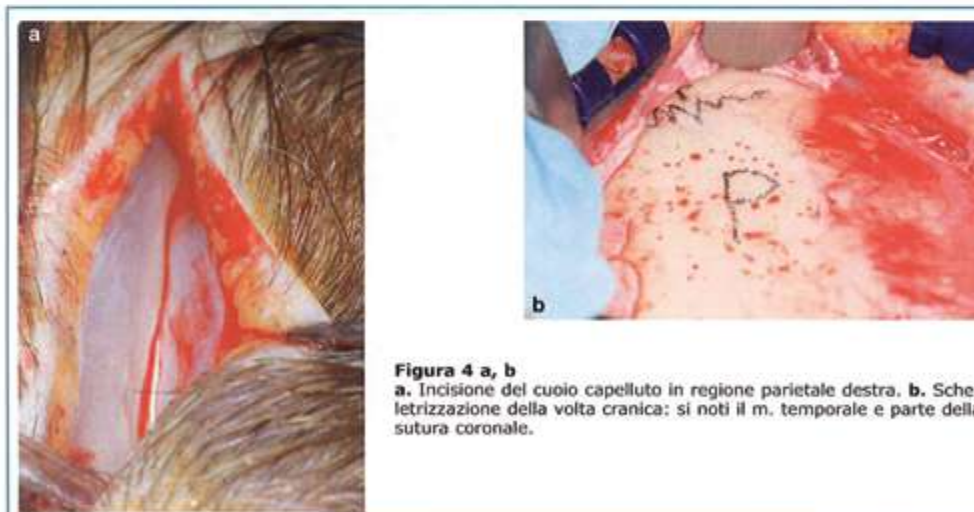 a
b
P
Figura 4 a, b
a. Incisione del cuoio capelluto in regione parietale destra. b. Sche-
letrizzazione della volta cranica: si noti il m. temporale e parte della
sutura coronale.